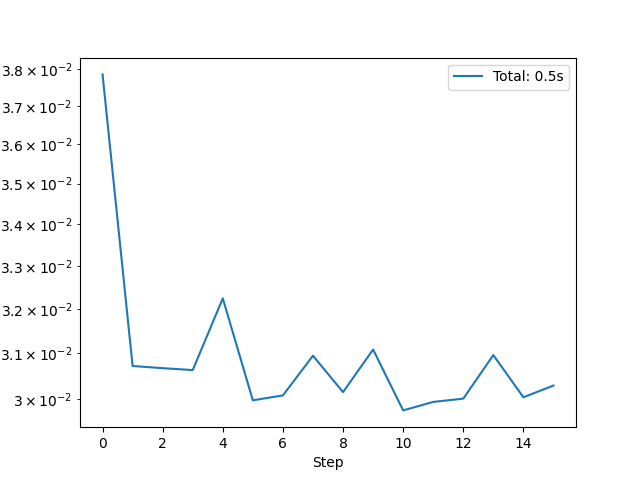 Total: 0.5s
3.8 × 10⁻²
3.7 × 10⁻²
3.6 × 10⁻²
3.5 × 10⁻²
3.4 × 10⁻²
3.3 × 10⁻²
3.2 × 10⁻²
3.1 × 10⁻²
3 × 10⁻²
0 2 4 6 8 10 12 14
Step